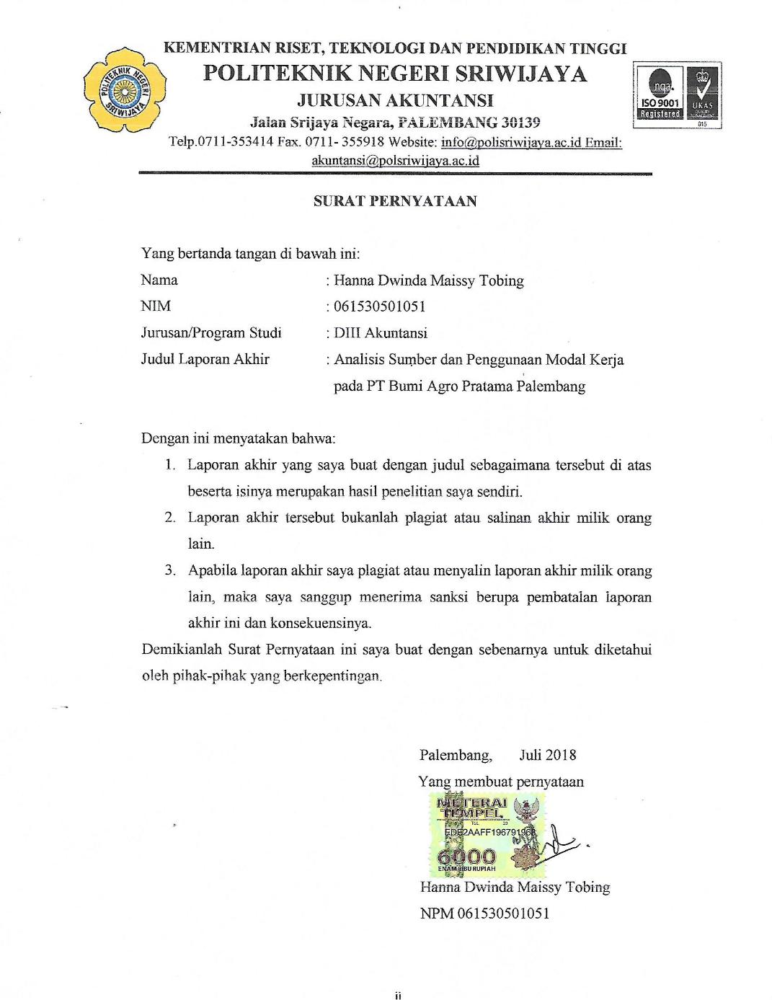 KEMENTRIAN RISET, TEKNOLOGI DAN PENDIDIKAN TINGGI
POLITEKNIK NEGERI SRIWIJAYA
JURUSAN AKUNTANSI
Jalan Srijaya Negara, PALEMBANG 30139
Telp.0711-353414 Fax. 0711- 355918 Website: info@polisriwijaya.ac.id Email:
akuntansi@polsriwijaya.ac.id
POLITEKNIK NEGERI
SRIWIJAYA
nqa.
ISO 9001
Registered
UKAS
QUALITY
MANAGEMENT
015
SURAT PERNYATAAN
Yang bertanda tangan di bawah ini:
Nama : Hanna Dwinda Maissy Tobing
NIM : 061530501051
Jurusan/Program Studi : DIII Akuntansi
Judul Laporan Akhir : Analisis Sumber dan Penggunaan Modal Kerja
pada PT Bumi Agro Pratama Palembang
Dengan ini menyatakan bahwa:
1. Laporan akhir yang saya buat dengan judul sebagaimana tersebut di atas
beserta isinya merupakan hasil penelitian saya sendiri.
2. Laporan akhir tersebut bukanlah plagiat atau salinan akhir milik orang
lain.
3. Apabila laporan akhir saya plagiat atau menyalin laporan akhir milik orang
lain, maka saya sanggup menerima sanksi berupa pembatalan laporan
akhir ini dan konsekuensinya.
Demikianlah Surat Pernyataan ini saya buat dengan sebenarnya untuk diketahui
oleh pihak-pihak yang berkepentingan.
Palembang, Juli 2018
Yang membuat pernyataan
METERAI
TEMPEL
TGL 20
EDE2AAFF196791968
6000
ENAM RIBU RUPIAH
Hanna Dwinda Maissy Tobing
NPM 061530501051
ii